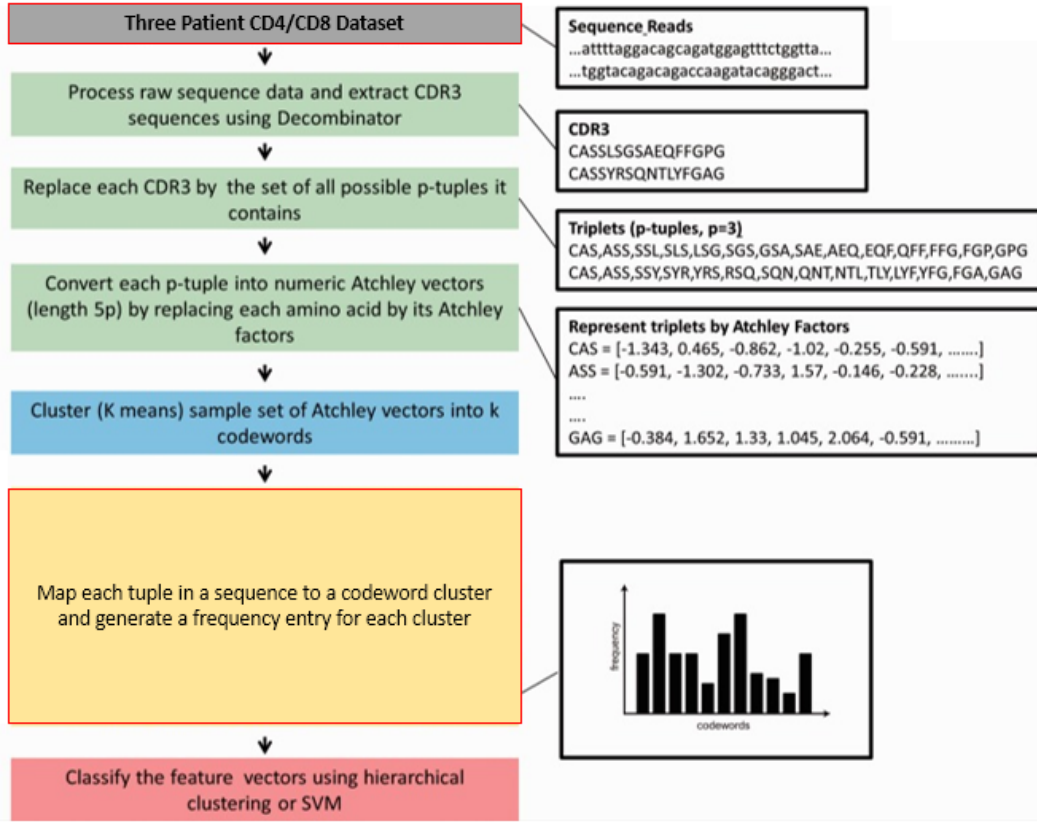 Three Patient CD4/CD8 Dataset
Sequence_Reads
...attttaggacagcagatggagtttctggtta...
...tggtacagacagaccaagatacagggact...
Process raw sequence data and extract CDR3
sequences using Decombinator
CDR3
CASSLSGSAEQFFGPG
CASSYRSQNTLYFGAG
Replace each CDR3 by the set of all possible p-tuples it
contains
Triplets (p-tuples, p=3)
CAS,ASS,SSL,SLS,LSG,SGS,GSA,SAE,AEQ,EQF,QFF,FFG,FGP,GPG
CAS,ASS,SSY,SYR,YRS,RSQ,SQN,QNT,NTL,TLY,LYF,YFG,FGA,GAG
Convert each p-tuple into numeric Atchley vectors
(length 5p) by replacing each amino acid by its Atchley
factors
Represent triplets by Atchley Factors
CAS = [-1.343, 0.465, -0.862, -1.02, -0.255, -0.591, .......]
ASS = [-0.591, -1.302, -0.733, 1.57, -0.146, -0.228, .......]
....
....
GAG = [-0.384, 1.652, 1.33, 1.045, 2.064, -0.591, .........]
Cluster (K means) sample set of Atchley vectors into k
codewords
Map each tuple in a sequence to a codeword cluster
and generate a frequency entry for each cluster
frequency
codewords
Classify the feature vectors using hierarchical
clustering or SVM